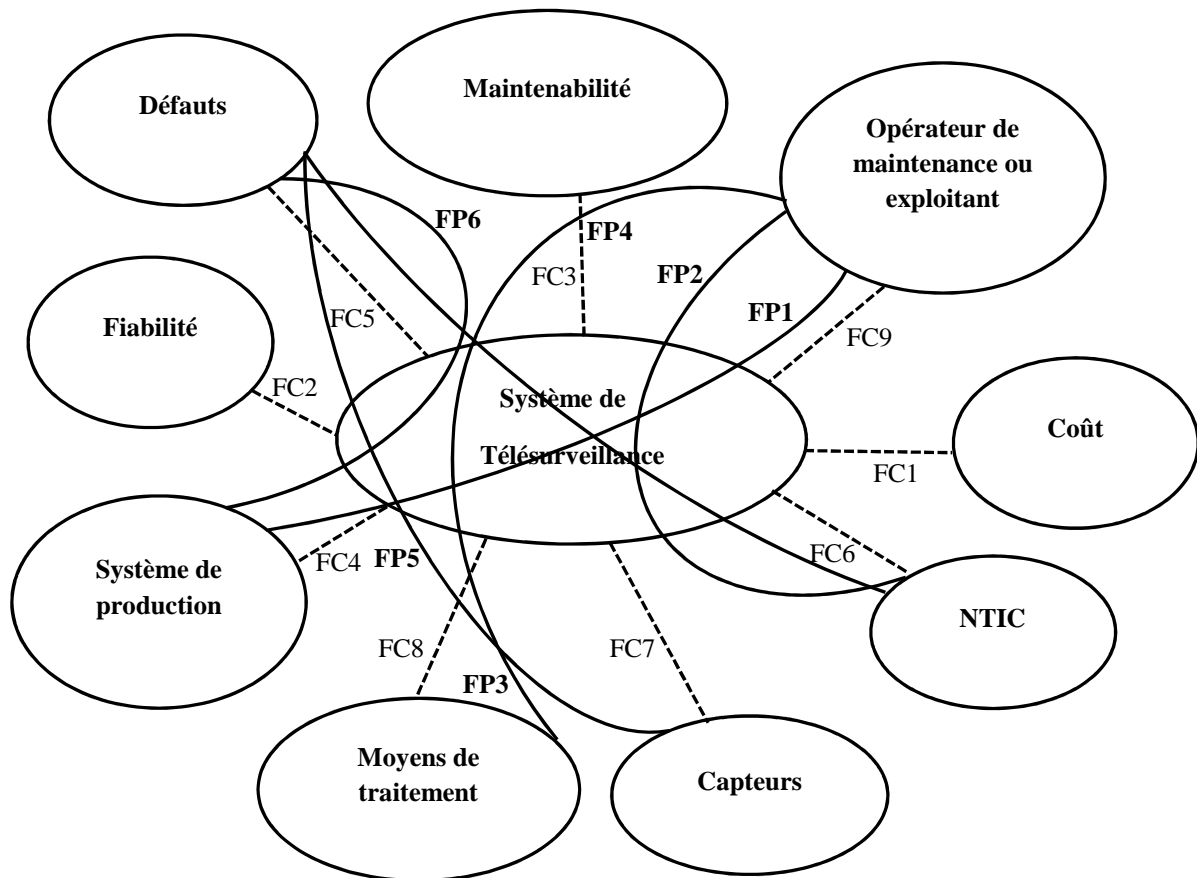 Maintenabilité
Défauts
Opérateur de
maintenance ou
exploitant
FP6
FP4
FP2
FC3
FP1
FC5
Fiabilité
FC9
FC2
Système de
Coût
Télésurveillance
FC1
FC6
FC4
FP5
Système de
production
NTIC
FC8
FC7
FP3
Moyens de
traitement
Capteurs